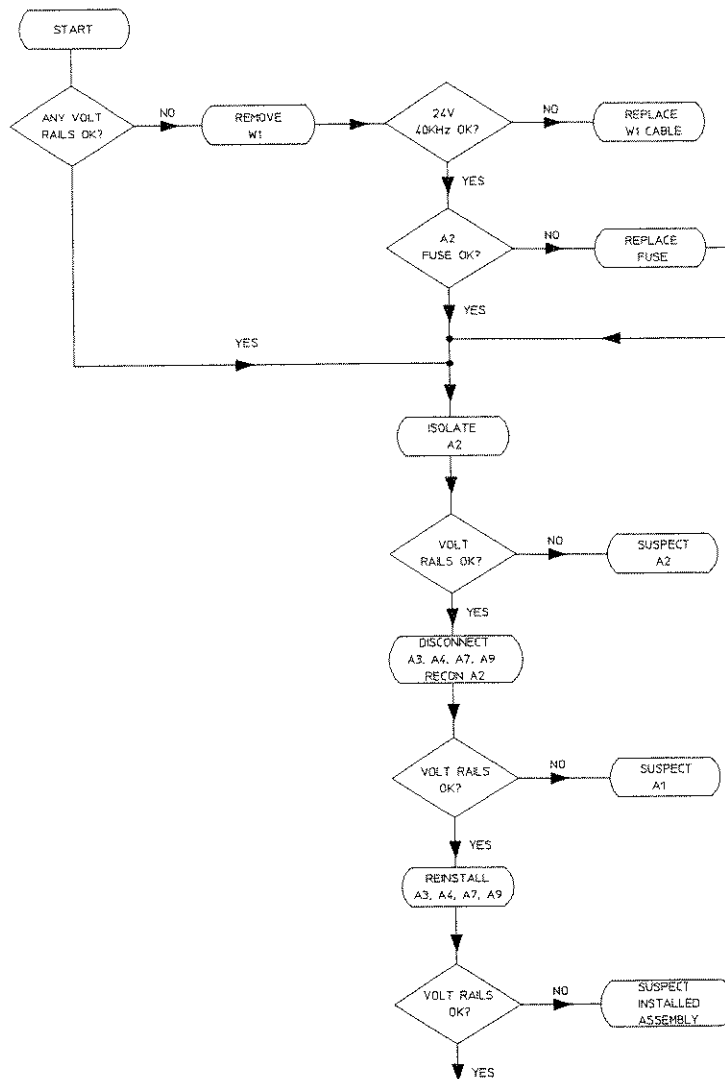 START
ANY VOLT
RAILS OK?
NO
REMOVE
W1
24V
40KHz OK?
NO
REPLACE
W1 CABLE
YES
A2
FUSE OK?
NO
REPLACE
FUSE
YES
YES
ISOLATE
A2
VOLT
RAILS OK?
NO
SUSPECT
A2
YES
DISCONNECT
A3, A4, A7, A9
RECON A2
VOLT RAILS
OK?
NO
SUSPECT
A1
YES
REINSTALL
A3, A4, A7, A9
VOLT RAILS
OK?
NO
SUSPECT
INSTALLED
ASSEMBLY
YES